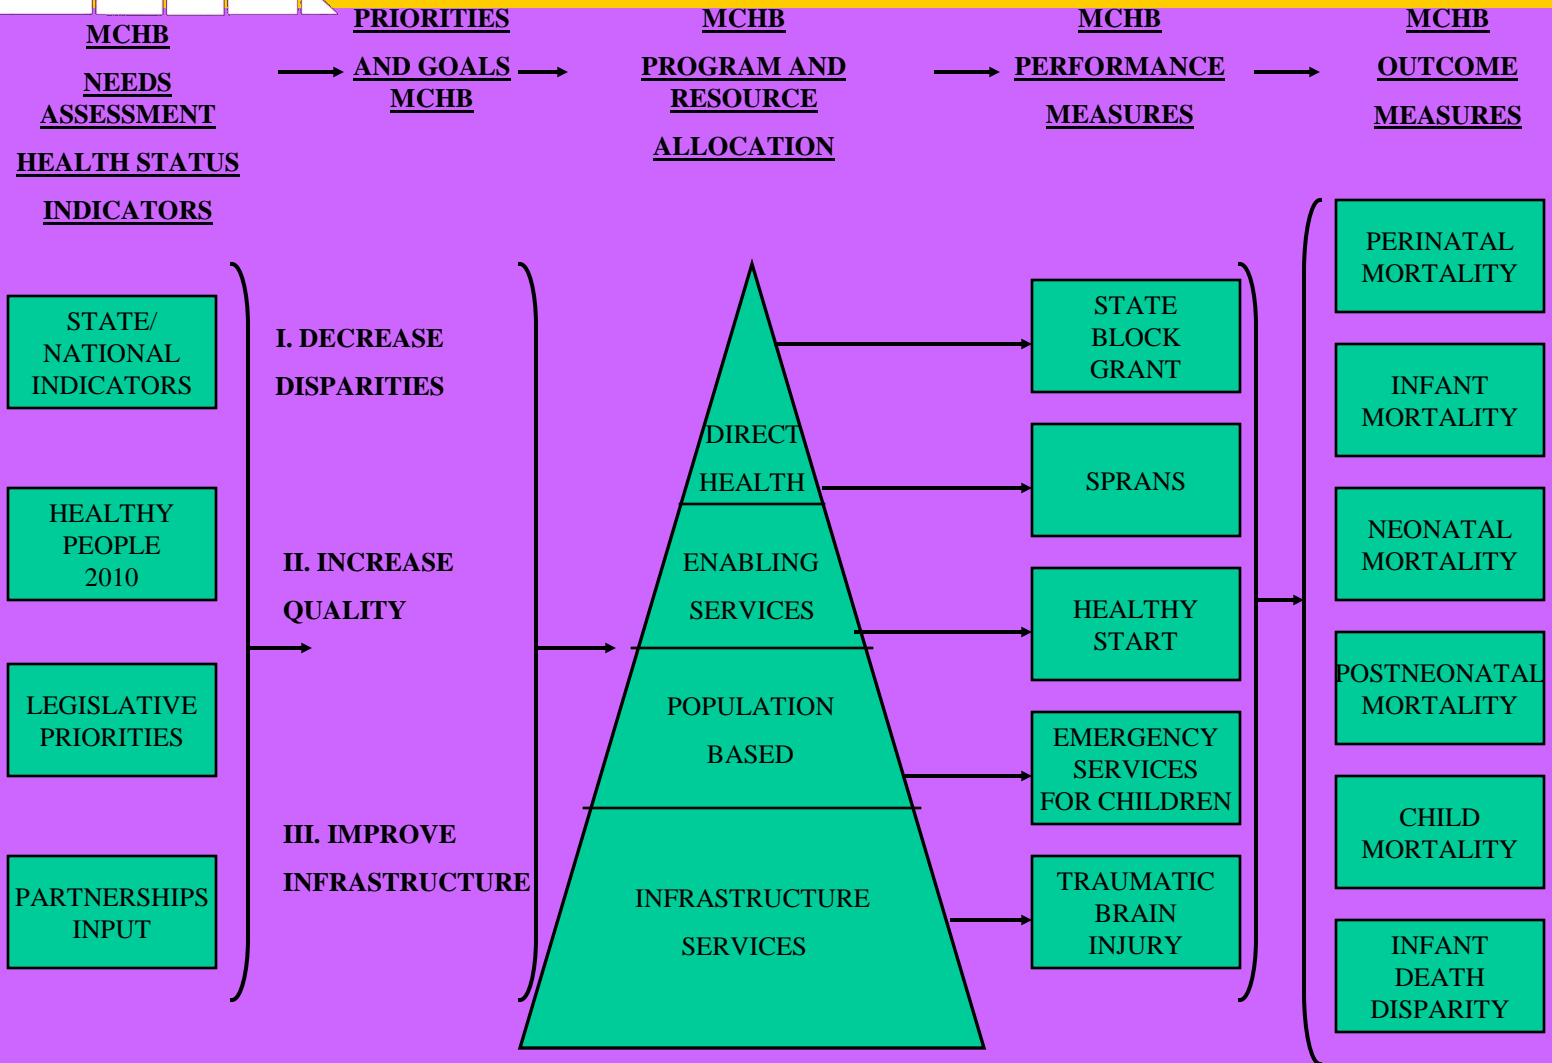 MCHB
NEEDS
ASSESSMENT
HEALTH STATUS
INDICATORS
PRIORITIES
AND GOALS
MCHB
MCHB
PROGRAM AND
RESOURCE
ALLOCATION
MCHB
PERFORMANCE
MEASURES
MCHB
OUTCOME
MEASURES
STATE/
NATIONAL
INDICATORS
HEALTHY
PEOPLE
2010
LEGISLATIVE
PRIORITIES
PARTNERSHIPS
INPUT
I. DECREASE
DISPARITIES
II. INCREASE
QUALITY
III. IMPROVE
INFRASTRUCTURE
DIRECT
HEALTH
ENABLING
SERVICES
POPULATION
BASED
INFRASTRUCTURE
SERVICES
STATE
BLOCK
GRANT
SPRANS
HEALTHY
START
EMERGENCY
SERVICES
FOR CHILDREN
TRAUMATIC
BRAIN
INJURY
PERINATAL
MORTALITY
INFANT
MORTALITY
NEONATAL
MORTALITY
POSTNEONATAL
MORTALITY
CHILD
MORTALITY
INFANT
DEATH
DISPARITY